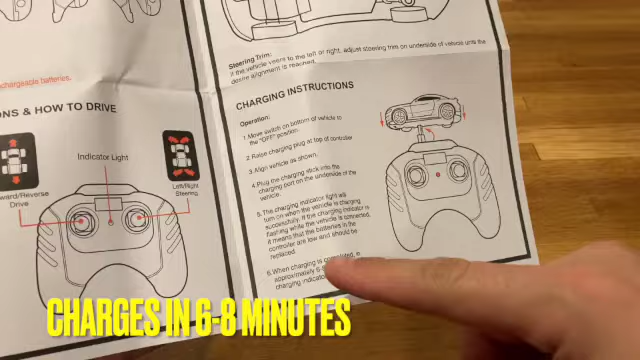 Steering Trim:
If the vehicle veers to the left or right, adjust steering trim on underside of vehicle until the
desire alignment is reached.
chargeable batteries.
CHARGING INSTRUCTIONS
Operation:
1.Move switch on bottom of vehicle to
the "OFF" position.
2.Raise charging plug at top of controller
3.Align vehicle as shown.
4.Plug the charging stick into the
charging port on the underside of the
vehicle.
5.The charging indicator light will
turn on when the vehicle is charging
successfully. If the charging indicator is
flashing while the vehicle is connected,
it means that the batteries in the
controller are low and should be
replaced.
6.When charging is completed,
approximately
charging indicator
ONS & HOW TO DRIVE
Indicator Light
ward/Reverse
Drive
Left/Right
Steering
CHARGES IN 6-8 MINUTES